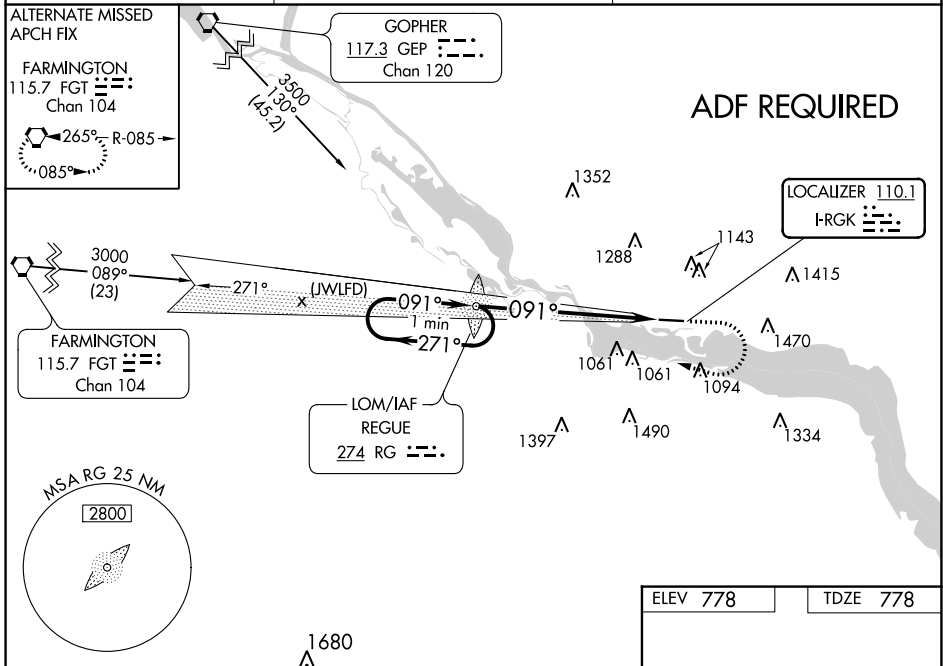 ALTERNATE MISSED
APCH FIX
FARMINGTON
115.7 FGT
Chan 104
265°
R-085
085°
GOPHER
117.3 GEP
Chan 120
3500
130°
(45.2)
ADF REQUIRED
1352
LOCALIZER 110.1
I-RGK
1288
1143
1415
3000
089°
(23)
271°
(JWLFD)
091°
1 min
271°
091°
FARMINGTON
115.7 FGT
Chan 104
1470
1061
1061
1094
LOM/IAF
REGUE
274 RG
1397
1490
1334
MSA RG 25 NM
2800
ELEV 778
TDZE 778
1680